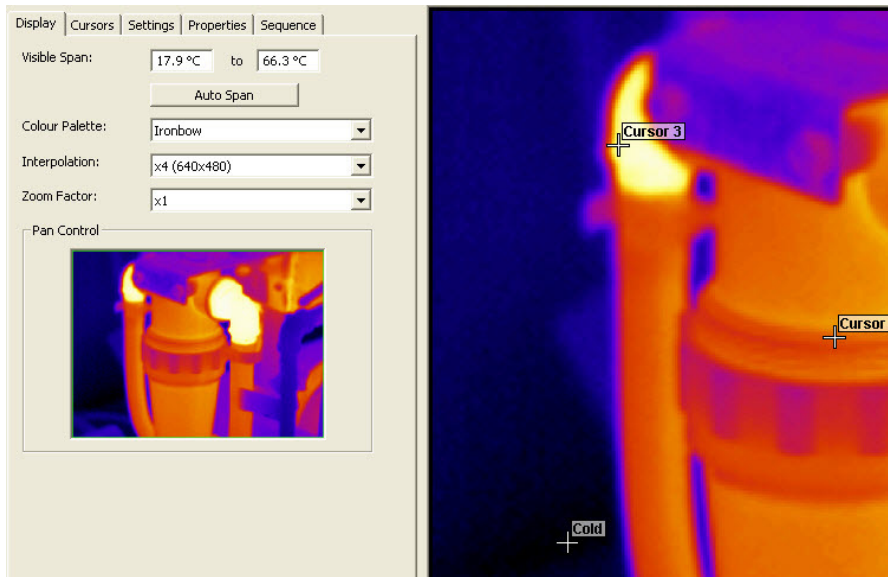 Display Cursors Settings Properties Sequence
Visible Span: 17.9 °C to 66.3 °C
Auto Span
Colour Palette: Ironbow
Interpolation: x4 (640x480)
Zoom Factor: x1
Pan Control
Cursor 3
Cursor
Cold